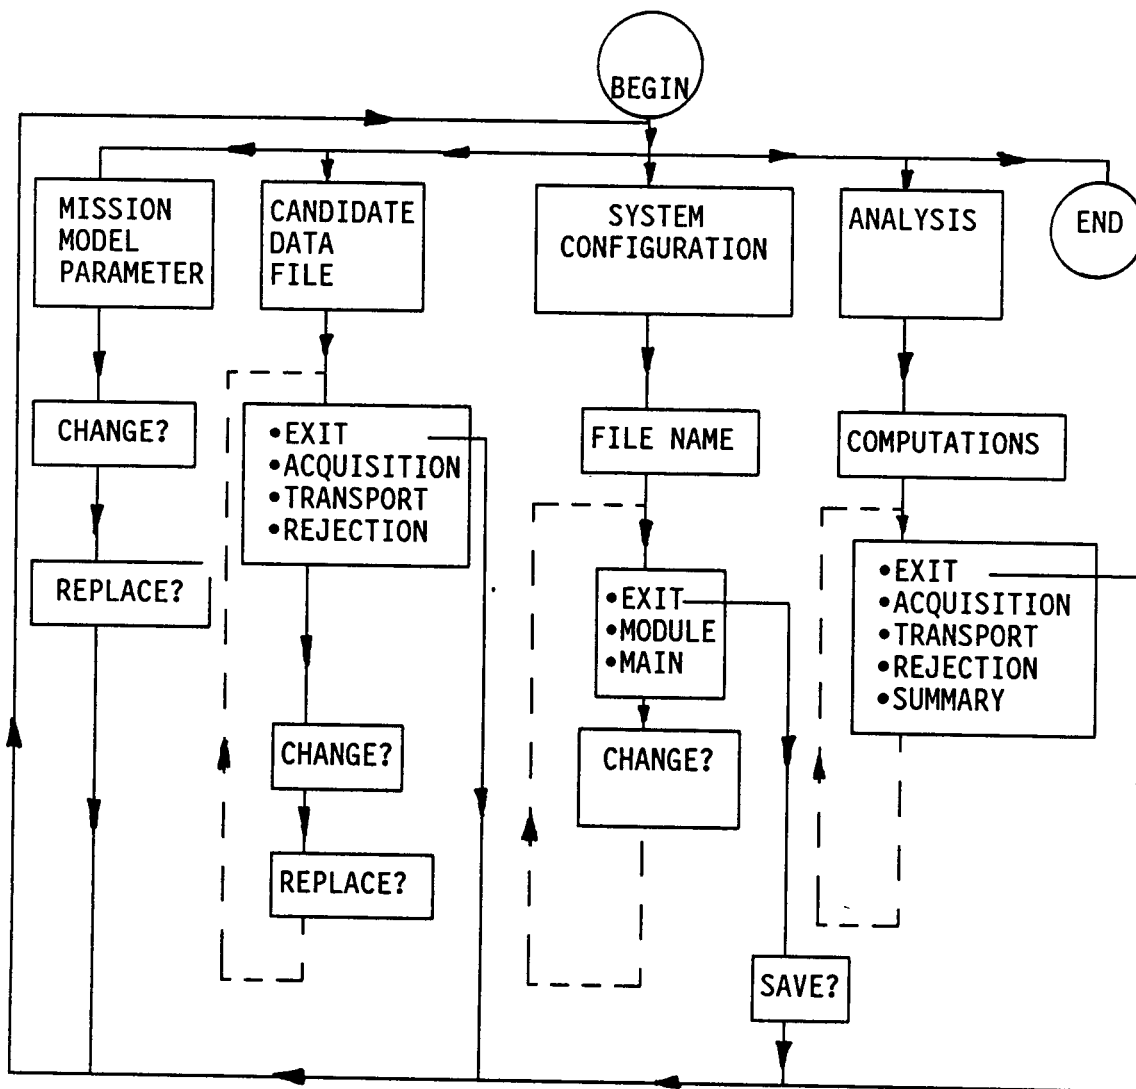 BEGIN
MISSION
MODEL
PARAMETER
CANDIDATE
DATA
FILE
SYSTEM
CONFIGURATION
ANALYSIS
END
CHANGE?
REPLACE?
•EXIT
•ACQUISITION
•TRANSPORT
•REJECTION
CHANGE?
REPLACE?
FILE NAME
•EXIT
•MODULE
•MAIN
CHANGE?
SAVE?
COMPUTATIONS
•EXIT
•ACQUISITION
•TRANSPORT
•REJECTION
•SUMMARY